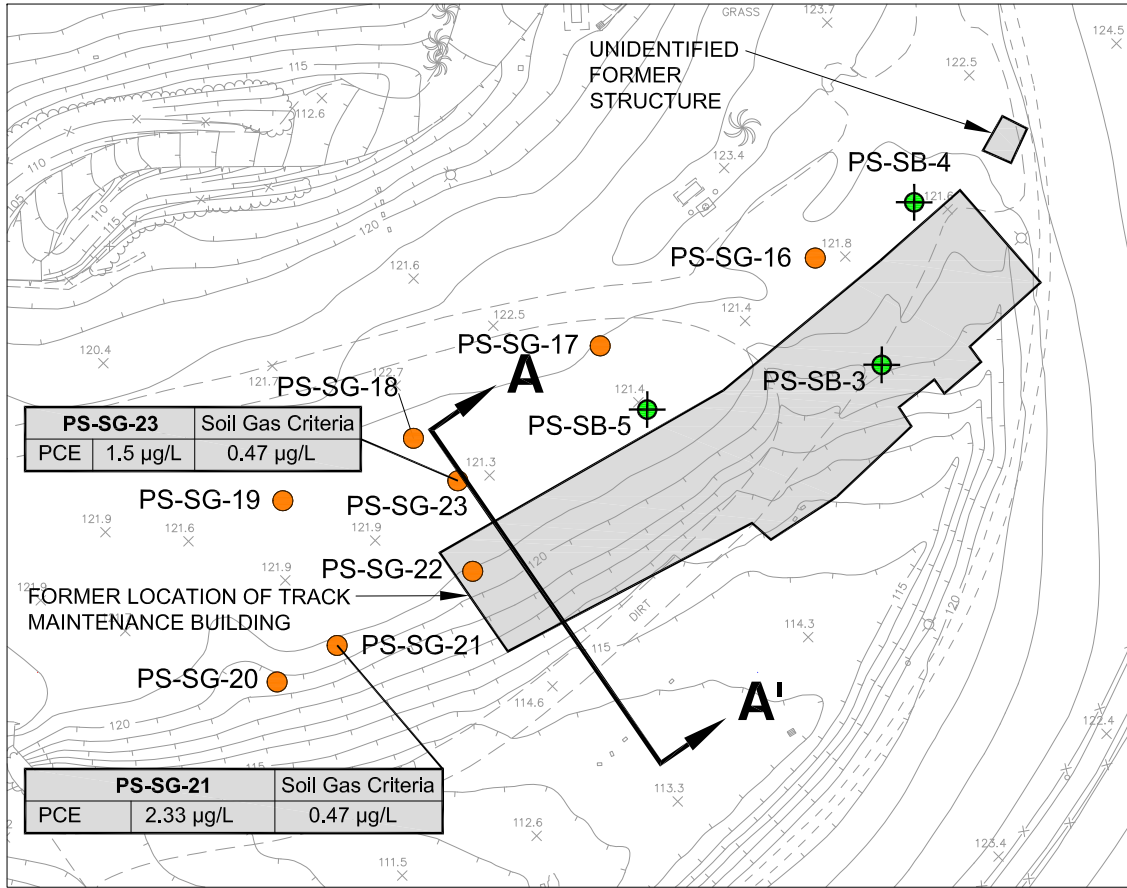 GRASS
123.7
124.5
UNIDENTIFIED
FORMER
STRUCTURE
122.5
115
112.6
110
110
105
115
115
123.4
PS-SB-4
121.6
PS-SG-16
121.8
120
121.6
121.4
122.5
PS-SG-17
120.4
121.7
122.7
A
PS-SG-18
PS-SB-3
121.4
PS-SB-5
PS-SG-23 Soil Gas Criteria
PCE 1.5 µg/L 0.47 µg/L
121.3
PS-SG-19
PS-SG-23
121.9
121.6
121.9
120
PS-SG-22
121.9
121.9
FORMER LOCATION OF TRACK
MAINTENANCE BUILDING
DIRT
115
120
114.3
115
PS-SG-21
PS-SG-20
114.6
A'
120
122.4
115
PS-SG-21 Soil Gas Criteria
PCE 2.33 µg/L 0.47 µg/L
113.3
112.6
111.5
123.4